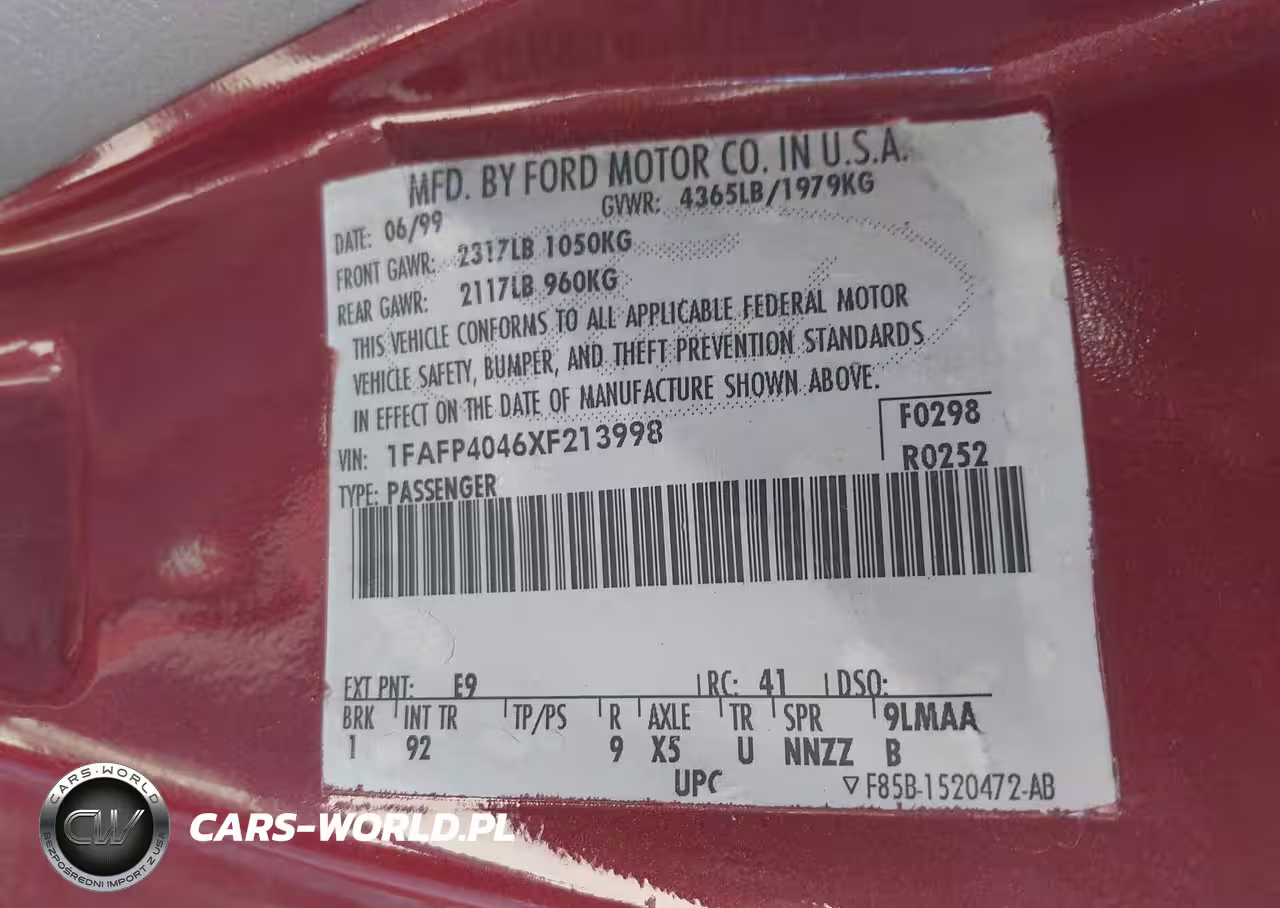 MFD. BY FORD MOTOR CO. IN U.S.A.
DATE: 06/99 GVWR: 4365LB/1979KG
FRONT GAWR: 2317LB 1050KG
REAR GAWR: 2117LB 960KG
THIS VEHICLE CONFORMS TO ALL APPLICABLE FEDERAL MOTOR
VEHICLE SAFETY, BUMPER, AND THEFT PREVENTION STANDARDS
IN EFFECT ON THE DATE OF MANUFACTURE SHOWN ABOVE.
VIN: 1FAFP4046XF213998 F0298
TYPE: PASSENGER R0252
EXT PNT: E9 RC: 41 DSO:
BRK INT TR TP/PS R AXLE TR SPR 9LMAA
1 92 9 X5 U NNZZ B
UPC ▽F85B-1520472-AB
CARS-WORLD
CW
BEZPOŚREDNI IMPORT Z USA
CARS-WORLD.PL